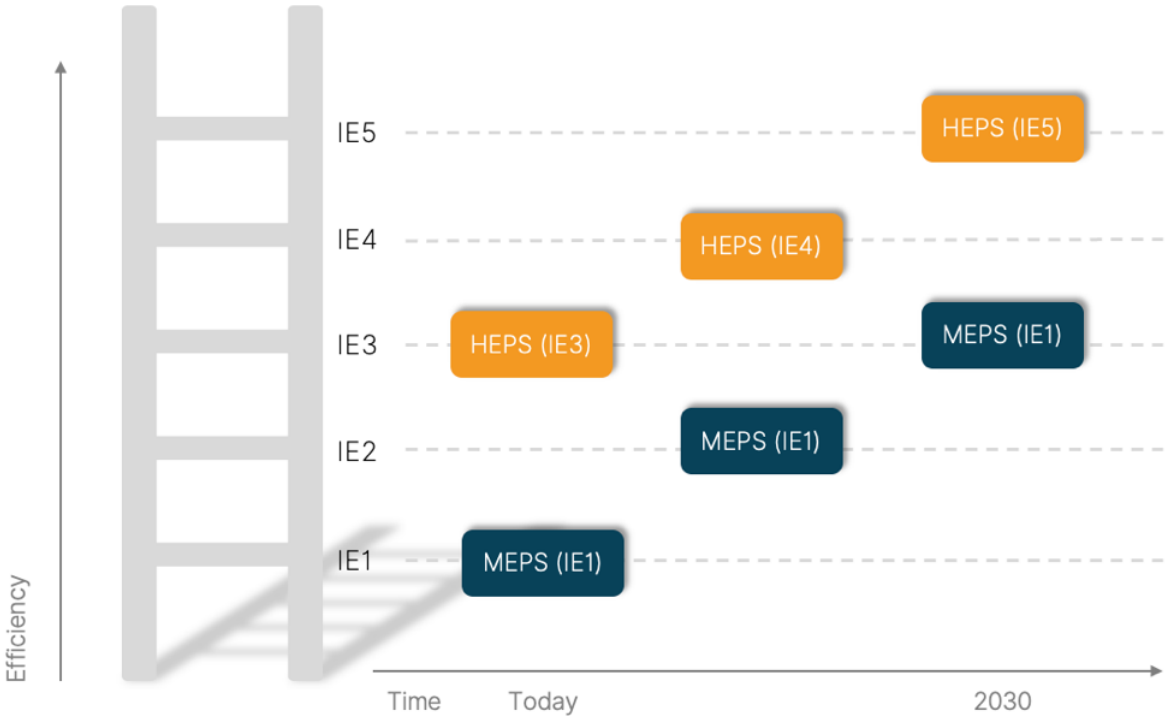 IE5
HEPS (IE5)
IE4
HEPS (IE4)
IE3
HEPS (IE3)
MEPS (IE1)
IE2
MEPS (IE1)
IE1
MEPS (IE1)
Efficiency
Time
Today
2030